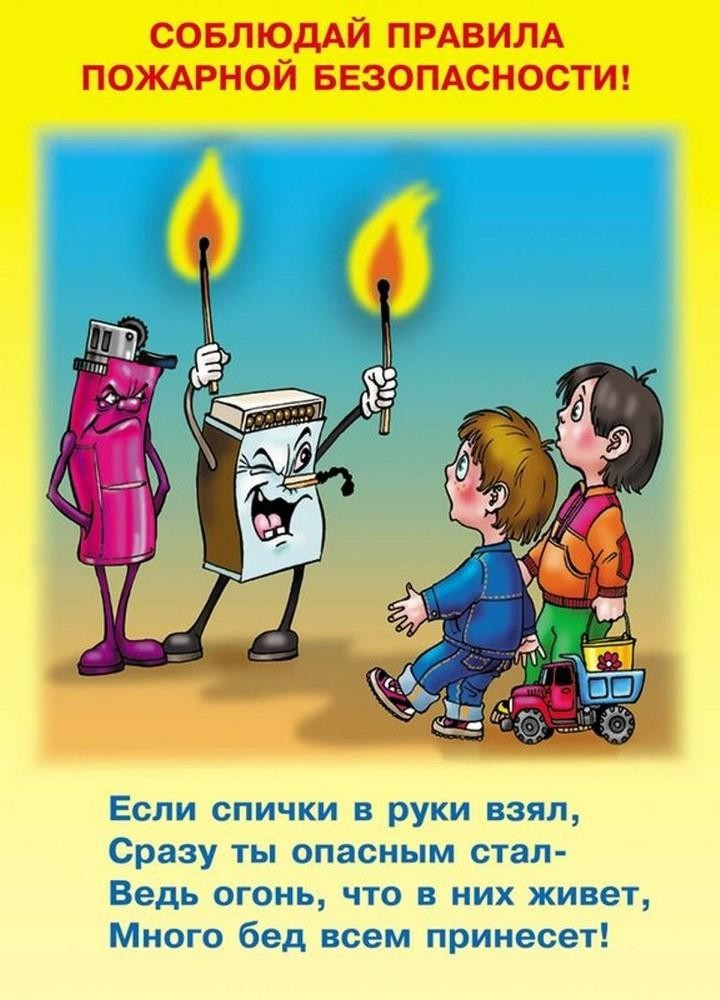 СОБЛЮДАЙ ПРАВИЛА
ПОЖАРНОЙ БЕЗОПАСНОСТИ!
Если спички в руки взял,
Сразу ты опасным стал-
Ведь огонь, что в них живет,
Много бед всем принесет!